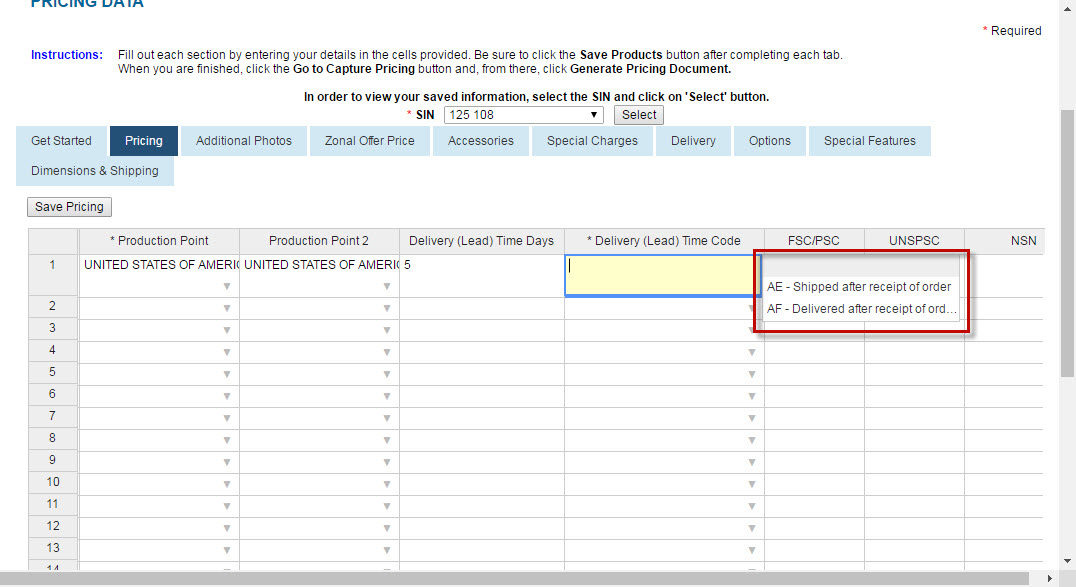 PRICING DATA
* Required
Instructions: Fill out each section by entering your details in the cells provided. Be sure to click the Save Products button after completing each tab.
When you are finished, click the Go to Capture Pricing button and, from there, click Generate Pricing Document.
In order to view your saved information, select the SIN and click on 'Select' button.
* SIN 125 108 Select
Get Started Pricing Additional Photos Zonal Offer Price Accessories Special Charges Delivery Options Special Features
Dimensions & Shipping
Save Pricing
* Production Point Production Point 2 Delivery (Lead) Time Days * Delivery (Lead) Time Code FSC/PSC UNSPSC NSN
1 UNITED STATES OF AMERIC UNITED STATES OF AMERIC 5
AE - Shipped after receipt of order
2 AF - Delivered after receipt of ord...
3
4
5
6
7
8
9
10
11
12
13
14